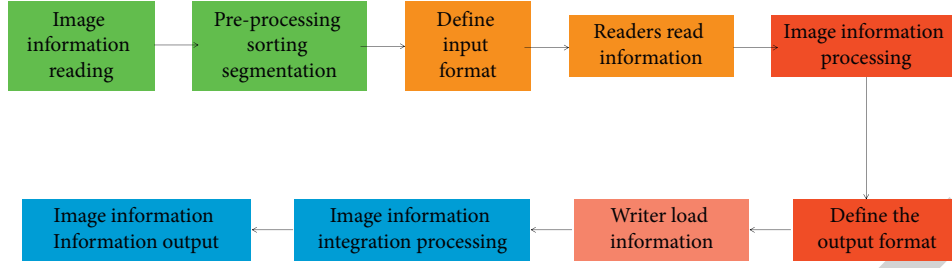 Image
information
reading
Pre-processing
sorting
segmentation
Define
input
format
Readers read
information
Image information
processing
Define the
output format
Writer load
information
Image information
integration processing
Image information
Information output